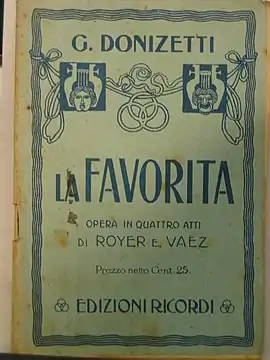 G. DONIZETTI
LA FAVORITA
OPERA IN QUATTRO ATTI
DI ROYER E. VAEZ
Prezzo netto Cent. 25.
EDIZIONI RICORDI